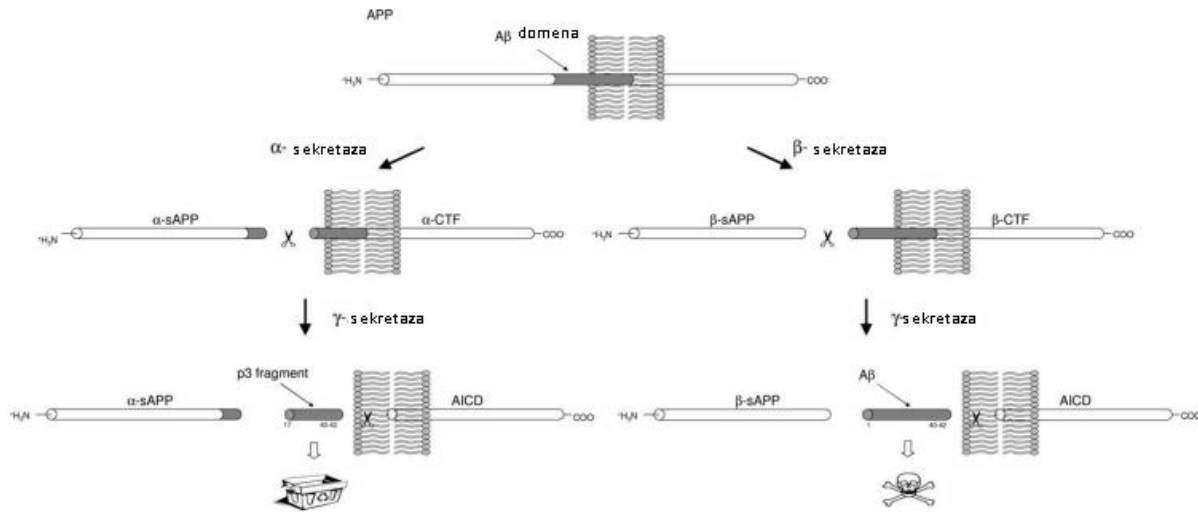 APP
Aβ domena
⁺H₃N
COO⁻
α- sekretaza
β- sekretaza
α-sAPP
α-CTF
⁺H₃N
COO⁻
β-sAPP
β-CTF
⁺H₃N
COO⁻
γ- sekretaza
γ-sekretaza
p3 fragment
α-sAPP
AICD
⁺H₃N
COO⁻
17
40-42
Aβ
β-sAPP
AICD
⁺H₃N
COO⁻
1
40-42